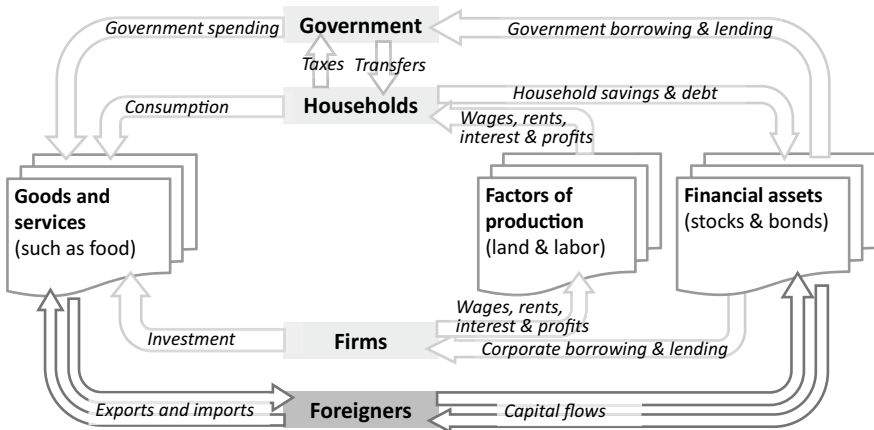 Government
Government spending
Government borrowing & lending
Taxes
Transfers
Household savings & debt
Consumption
Households
Wages, rents,
interest & profits
Goods and
services
(such as food)
Factors of
production
(land & labor)
Financial assets
(stocks & bonds)
Wages, rents,
interest & profits
Investment
Firms
Corporate borrowing & lending
Exports and imports
Foreigners
Capital flows